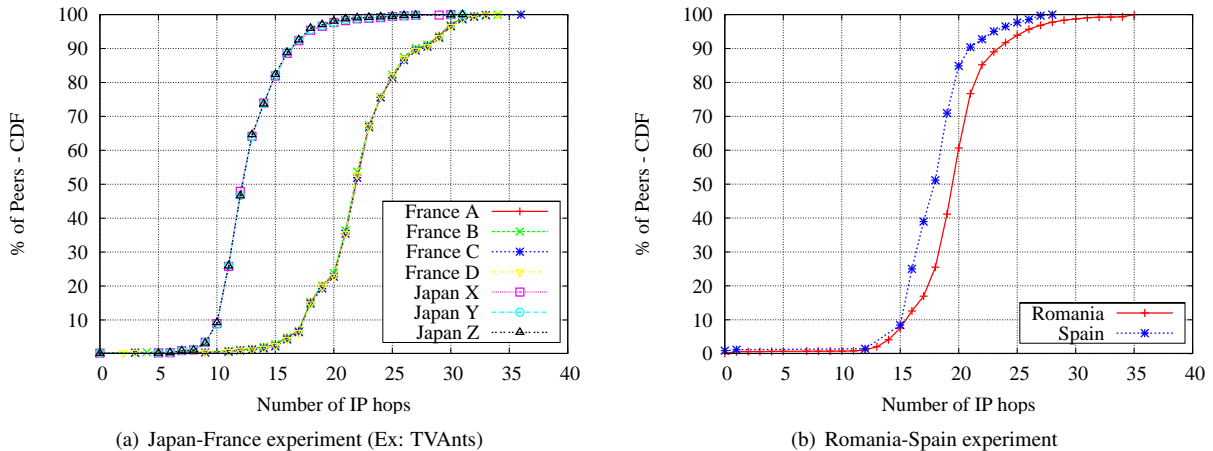 % of Peers - CDF
100
90
80
70
60
50
40
30
20
10
0
0 5 10 15 20 25 30 35 40
Number of IP hops
France A
France B
France C
France D
Japan X
Japan Y
Japan Z
(a) Japan-France experiment (Ex: TVAnts)
% of Peers - CDF
100
90
80
70
60
50
40
30
20
10
0
0 5 10 15 20 25 30 35 40
Number of IP hops
Romania
Spain
(b) Romania-Spain experiment